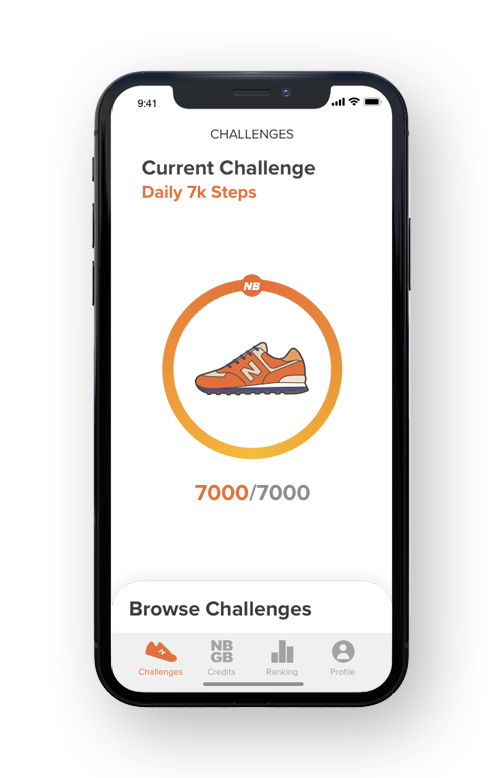 9:41
CHALLENGES
Current Challenge
Daily 7k Steps
NB
N
7000/7000
Browse Challenges
N
NB
GB
Challenges
Credits
Ranking
Profile